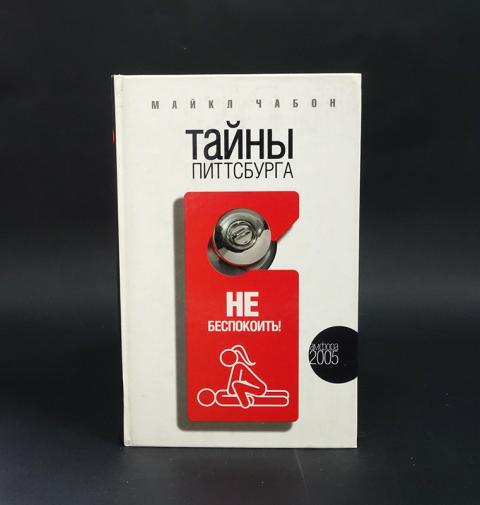 МАЙКЛ ЧАБОН
тайны
ПИТТСБУРГА
НЕ
БЕСПОКОИТЬ!
амфора
2005